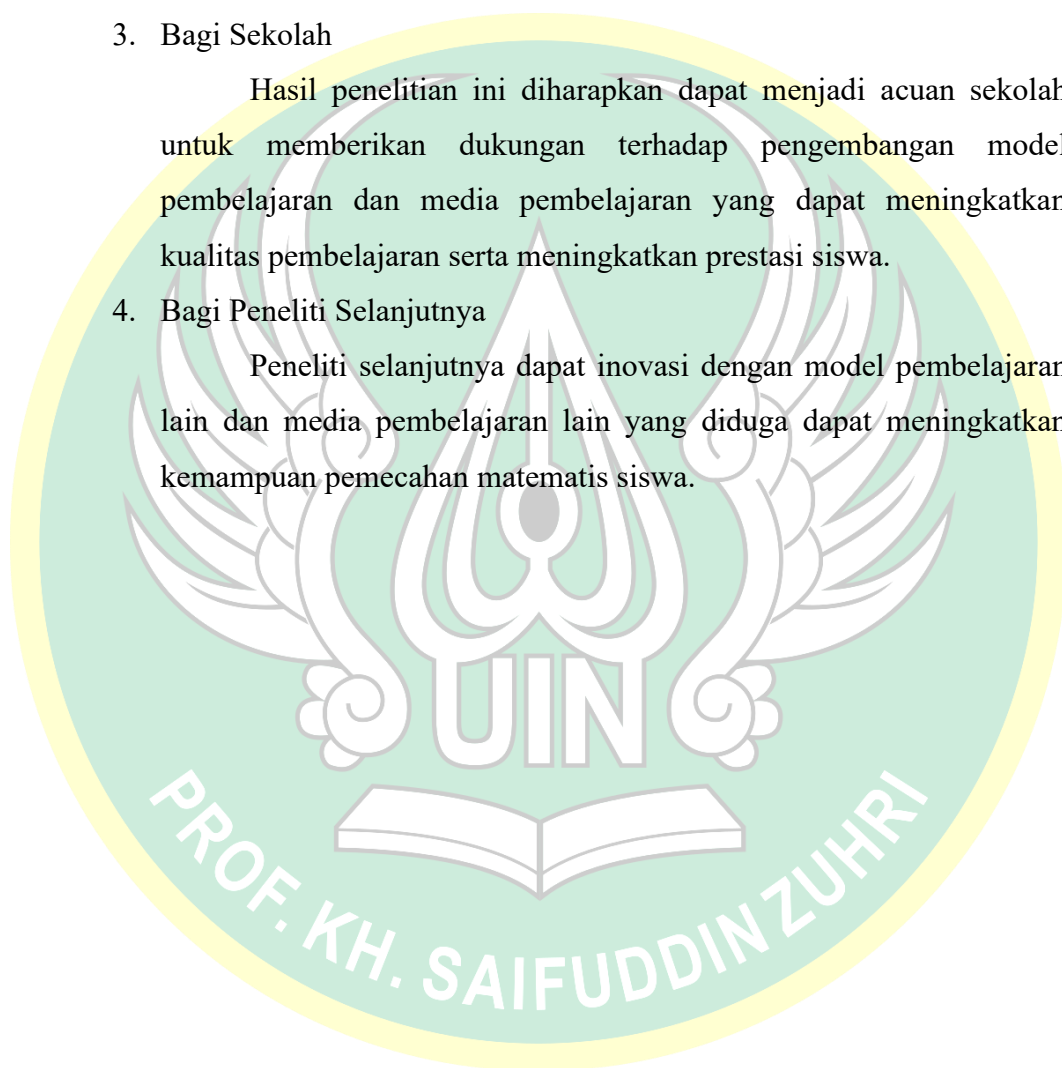 3. Bagi Sekolah
Hasil penelitian ini diharapkan dapat menjadi acuan sekolah
untuk memberikan dukungan terhadap pengembangan model
pembelajaran dan media pembelajaran yang dapat meningkatkan
kualitas pembelajaran serta meningkatkan prestasi siswa.
4. Bagi Peneliti Selanjutnya
Peneliti selanjutnya dapat inovasi dengan model pembelajaran
lain dan media pembelajaran lain yang diduga dapat meningkatkan
kemampuan pemecahan matematis siswa.
UIN
PROF. KH. SAIFUDDIN ZUHRI